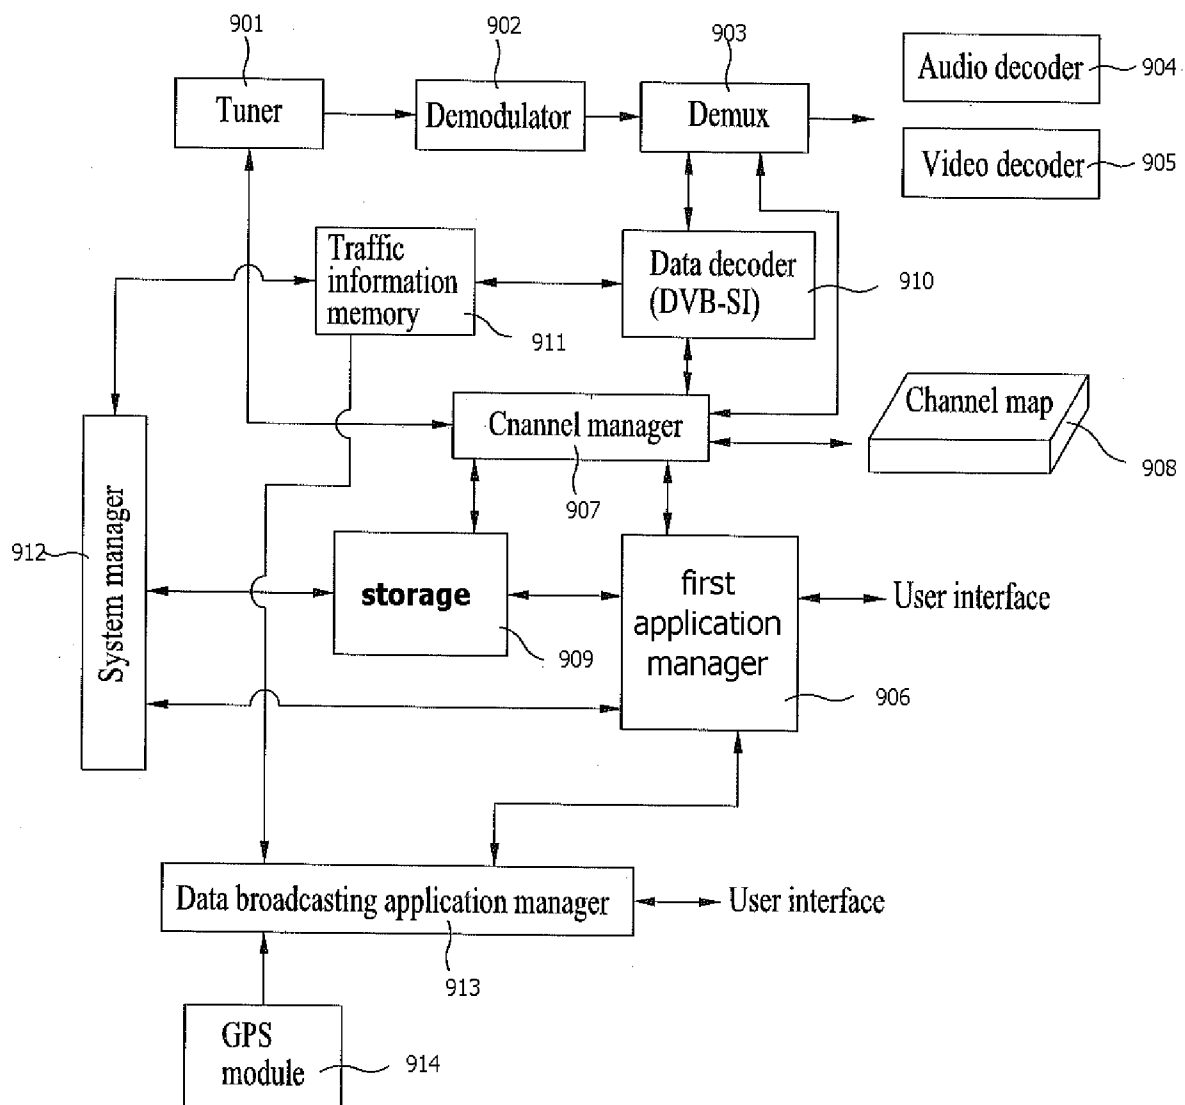 901
902
903
Tuner
Demodulator
Demux
Audio decoder
904
Video decoder
905
Traffic
information
memory
911
Data decoder
(DVB-SI)
910
Cnannel manager
907
Channel map
908
912
System manager
storage
909
first
application
manager
906
User interface
Data broadcasting application manager
913
User interface
GPS
module
914